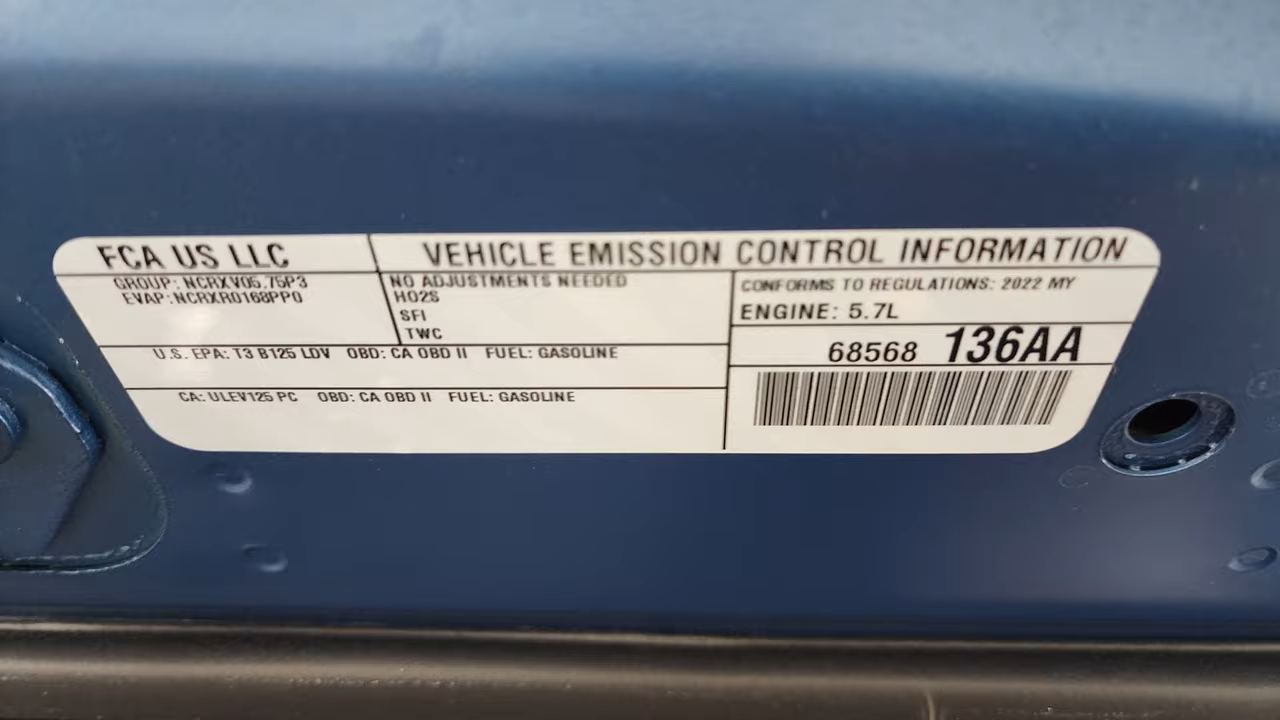 FCA US LLC
VEHICLE EMISSION CONTROL INFORMATION
GROUP: NCRXV05.75P3
EVAP:NCRXR0168PP0
NO ADJUSTMENTS NEEDED
HO2S
SFI
TWC
CONFORMS TO REGULATIONS: 2022 MY
ENGINE: 5.7L
68568 136AA
U.S. EPA: T3 B125 LDV OBD: CA OBD II FUEL: GASOLINE
CA: ULEV125 PC OBD: CA OBD II FUEL: GASOLINE